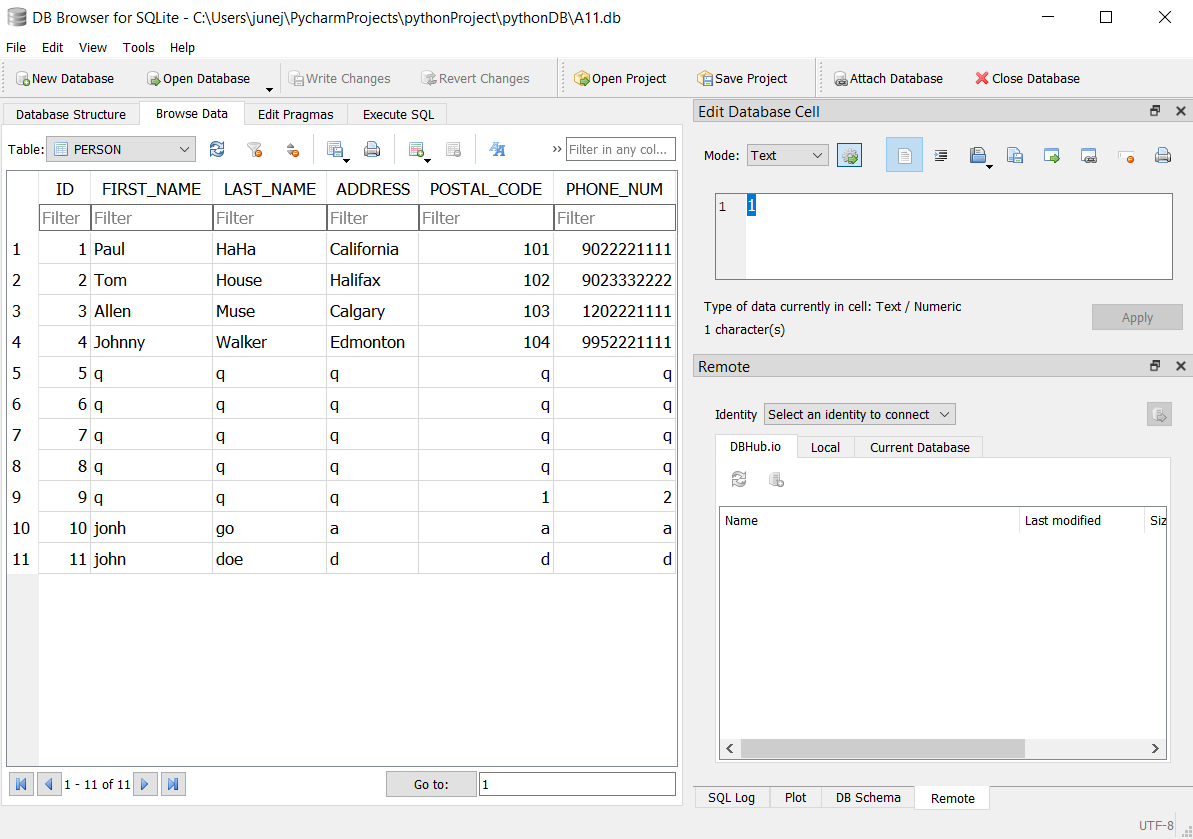 DB Browser for SQLite - C:\Users\junej\PycharmProjects\pythonProject\pythonDB\A11.db
File Edit View Tools Help
New Database Open Database Write Changes Revert Changes Open Project Save Project Attach Database Close Database
Database Structure Browse Data Edit Pragmas Execute SQL
Table: PERSON Filter in any col...
ID FIRST_NAME LAST_NAME ADDRESS POSTAL_CODE PHONE_NUM
Filter Filter Filter Filter Filter Filter
1 1 Paul HaHa California 101 9022221111
2 2 Tom House Halifax 102 9023332222
3 3 Allen Muse Calgary 103 1202221111
4 4 Johnny Walker Edmonton 104 9952221111
5 5 q q q q q
6 6 q q q q q
7 7 q q q q q
8 8 q q q q q
9 9 q q q 1 2
10 10 jonh go a a a
11 11 john doe d d d
1 - 11 of 11 Go to: 1
Edit Database Cell
Mode: Text
1 1
Type of data currently in cell: Text / Numeric
1 character(s)
Apply
Remote
Identity Select an identity to connect
DBHub.io Local Current Database
Name Last modified Siz
SQL Log Plot DB Schema Remote
UTF-8